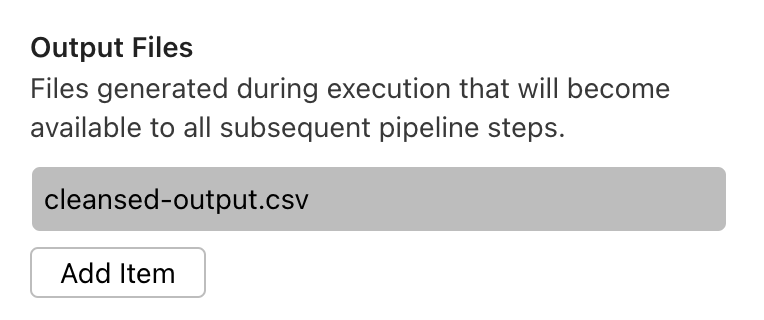 Output Files
Files generated during execution that will become
available to all subsequent pipeline steps.
cleansed-output.csv
Add Item